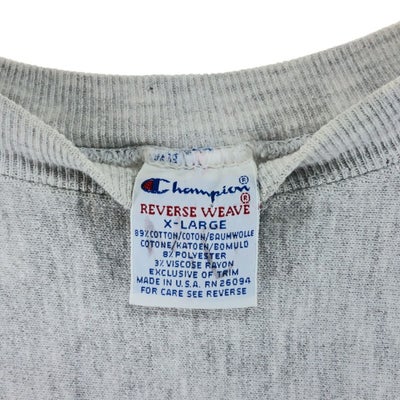 Champion®
REVERSE WEAVE®
X-LARGE
89% COTTON/COTON/BAUMWOLLE
COTONE/KATOEN/BOMULD
8% POLYESTER
3% VISCOSE RAYON
EXCLUSIVE OF TRIM
MADE IN U.S.A. RN 26094
FOR CARE SEE REVERSE